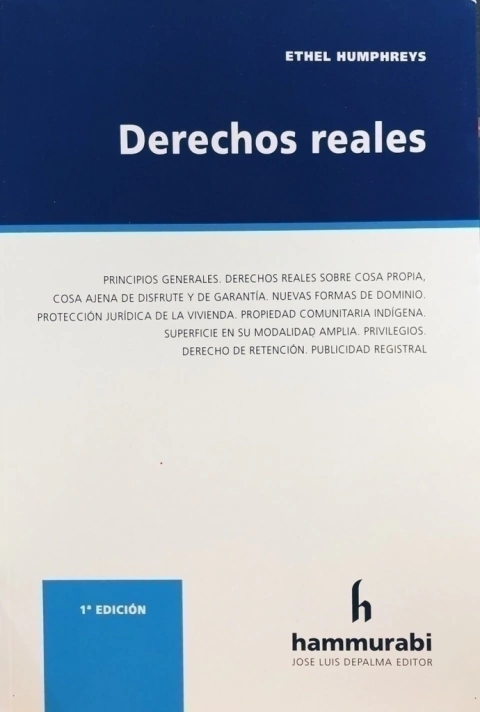 ETHEL HUMPHREYS
Derechos reales
PRINCIPIOS GENERALES. DERECHOS REALES SOBRE COSA PROPIA,
COSA AJENA DE DISFRUTE Y DE GARANTÍA. NUEVAS FORMAS DE DOMINIO.
PROTECCIÓN JURÍDICA DE LA VIVIENDA. PROPIEDAD COMUNITARIA INDÍGENA.
SUPERFICIE EN SU MODALIDAD AMPLIA. PRIVILEGIOS.
DERECHO DE RETENCIÓN. PUBLICIDAD REGISTRAL
1ª EDICIÓN
h
hammurabi
JOSE LUIS DEPALMA EDITOR